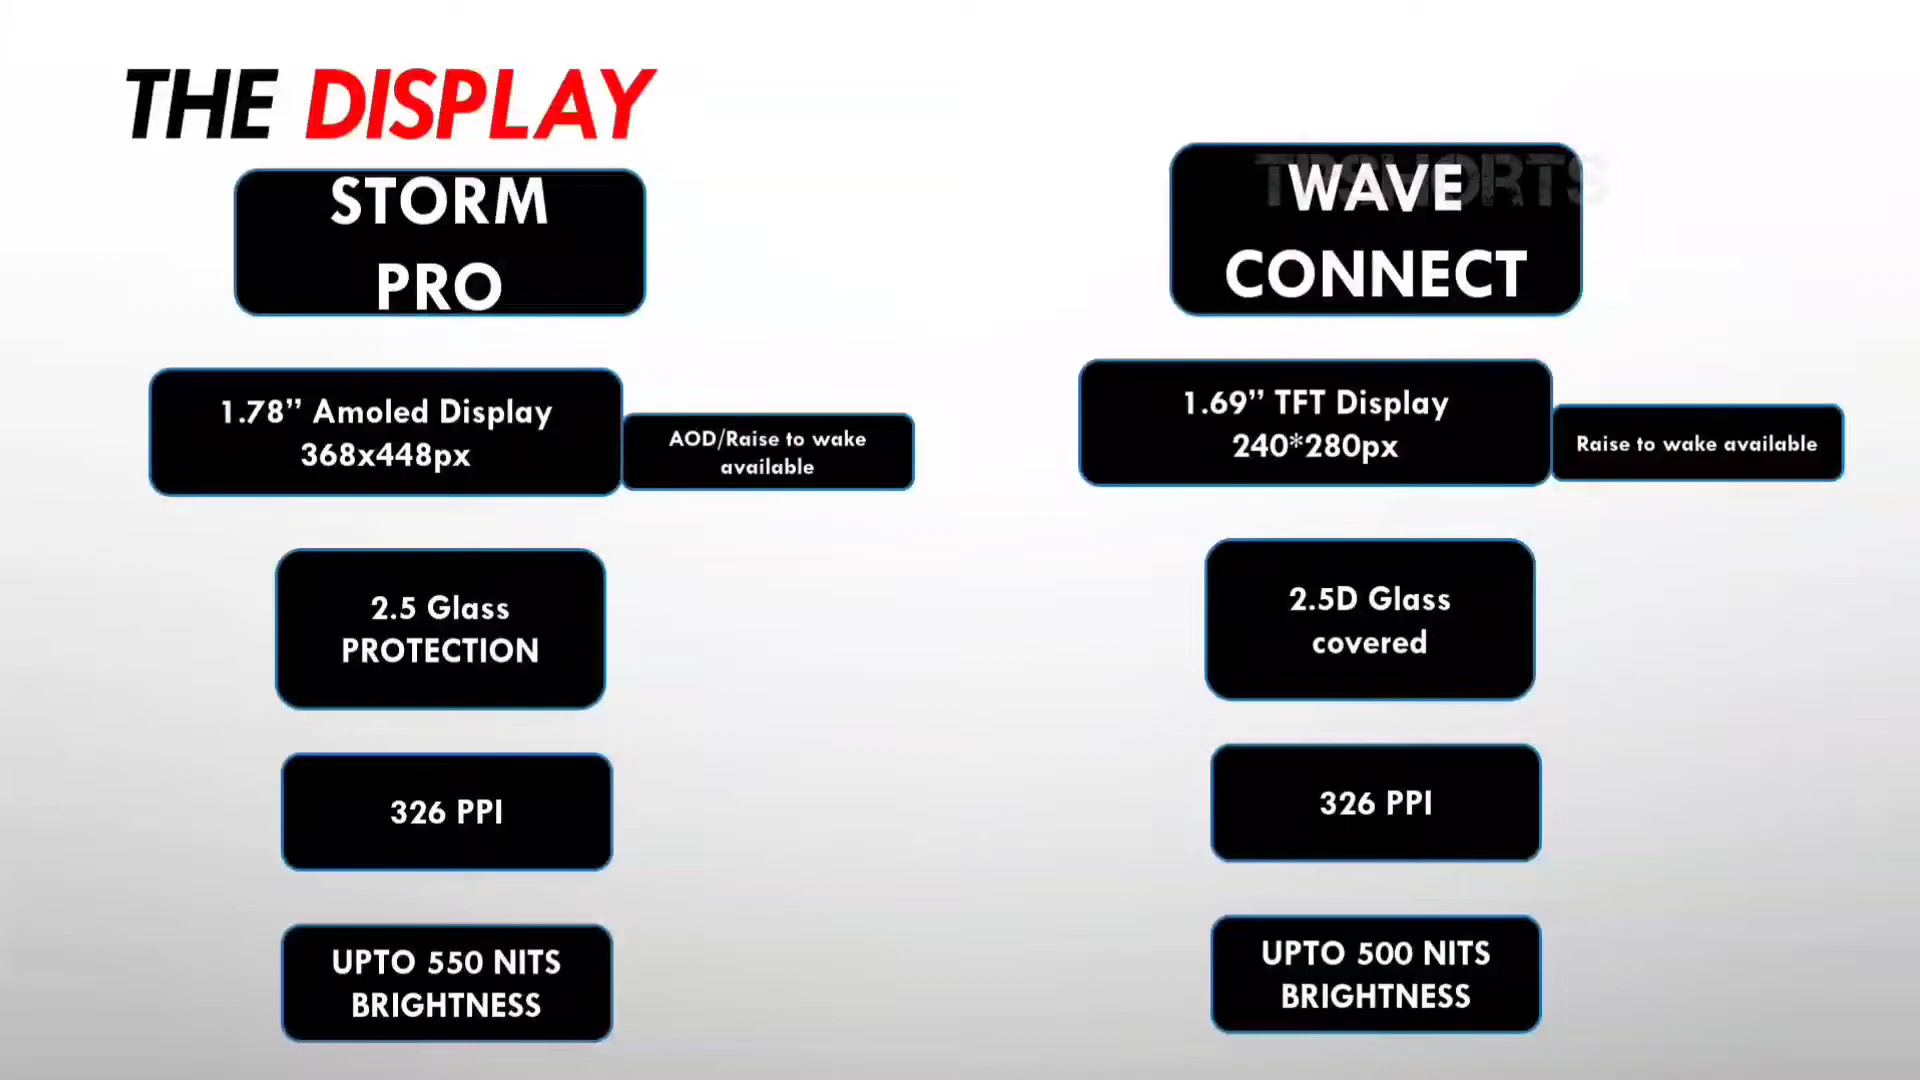 THE DISPLAY
STORM
PRO
1.78” Amoled Display
368x448px
AOD/Raise to wake
available
2.5 Glass
PROTECTION
326 PPI
UPTO 550 NITS
BRIGHTNESS
TRSHORTS
WAVE
CONNECT
1.69” TFT Display
240*280px
Raise to wake available
2.5D Glass
covered
326 PPI
UPTO 500 NITS
BRIGHTNESS